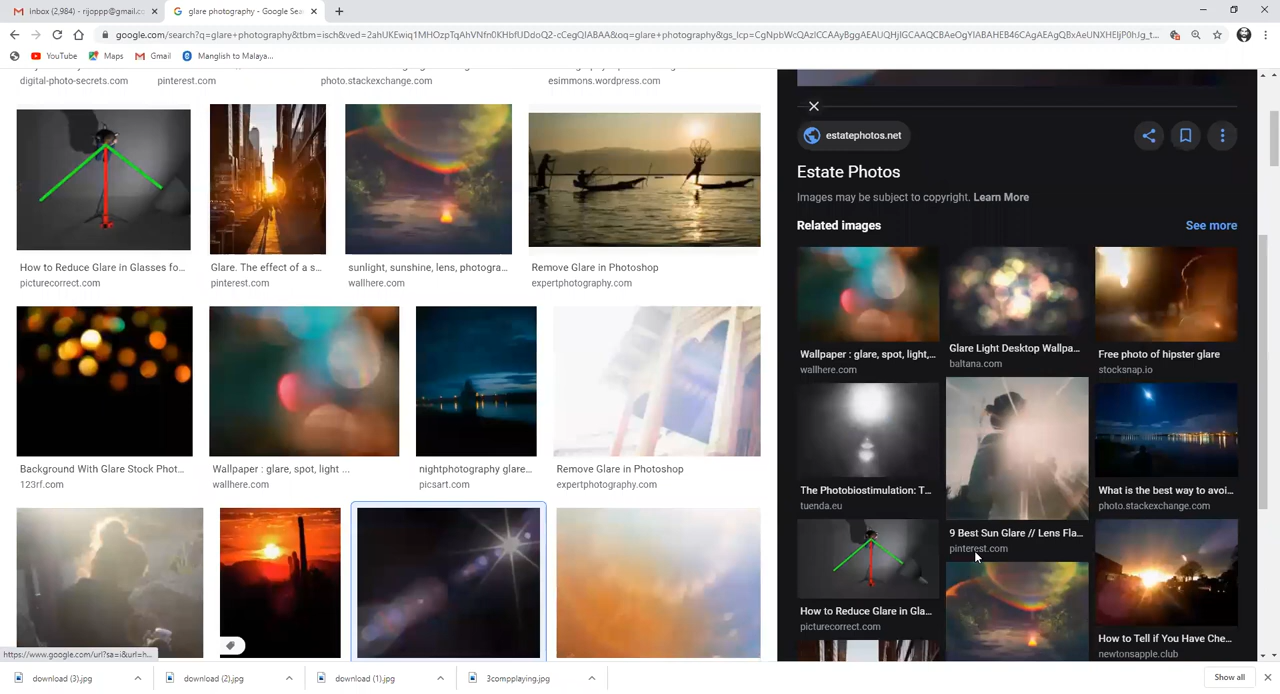 Inbox (2,984) - rijoppp@gmail.co
glare photography - Google Sea
google.com/search?q=glare+photography&tbm=isch&ved=2ahUKEwiq1MHOzpTqAhVNfn0KHbfUDdoQ2-cCegQIABAA&oq=glare+photography&gs_lcp=CgNpbWcQAzICCAAyBggAEAUQHjIGCAAQCBAeOgYIABAHEB46CAgAEAgQBxAeUNXHEljP0hJg_t...
YouTube
Maps
Gmail
Manglish to Malaya...
digital-photo-secrets.com
pinterest.com
photo.stackexchange.com
esimmons.wordpress.com
How to Reduce Glare in Glasses fo...
picturecorrect.com
Glare. The effect of a s...
pinterest.com
sunlight, sunshine, lens, photogra...
wallhere.com
Remove Glare in Photoshop
expertphotography.com
Background With Glare Stock Phot...
123rf.com
Wallpaper : glare, spot, light ...
wallhere.com
nightphotography glare...
picsart.com
Remove Glare in Photoshop
expertphotography.com
estatephotos.net
Estate Photos
Images may be subject to copyright. Learn More
Related images
See more
Wallpaper : glare, spot, light,...
wallhere.com
Glare Light Desktop Wallpa...
baltana.com
Free photo of hipster glare
stocksnap.io
The Photobiostimulation: T...
tuenda.eu
9 Best Sun Glare // Lens Fla...
pinterest.com
What is the best way to avoi...
photo.stackexchange.com
How to Reduce Glare in Gla...
picturecorrect.com
How to Tell if You Have Che...
newtonsapple.club
https://www.google.com/url?sa=i&url=h...
download (3).jpg
download (2).jpg
download (1).jpg
3compplaying.jpg
Show all